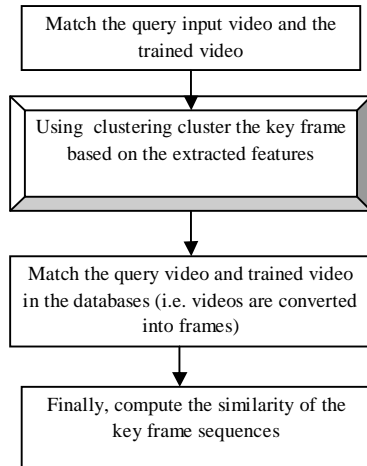 Match the query input video and the
trained video
Using clustering cluster the key frame
based on the extracted features
Match the query video and trained video
in the databases (i.e. videos are converted
into frames)
Finally, compute the similarity of the
key frame sequences